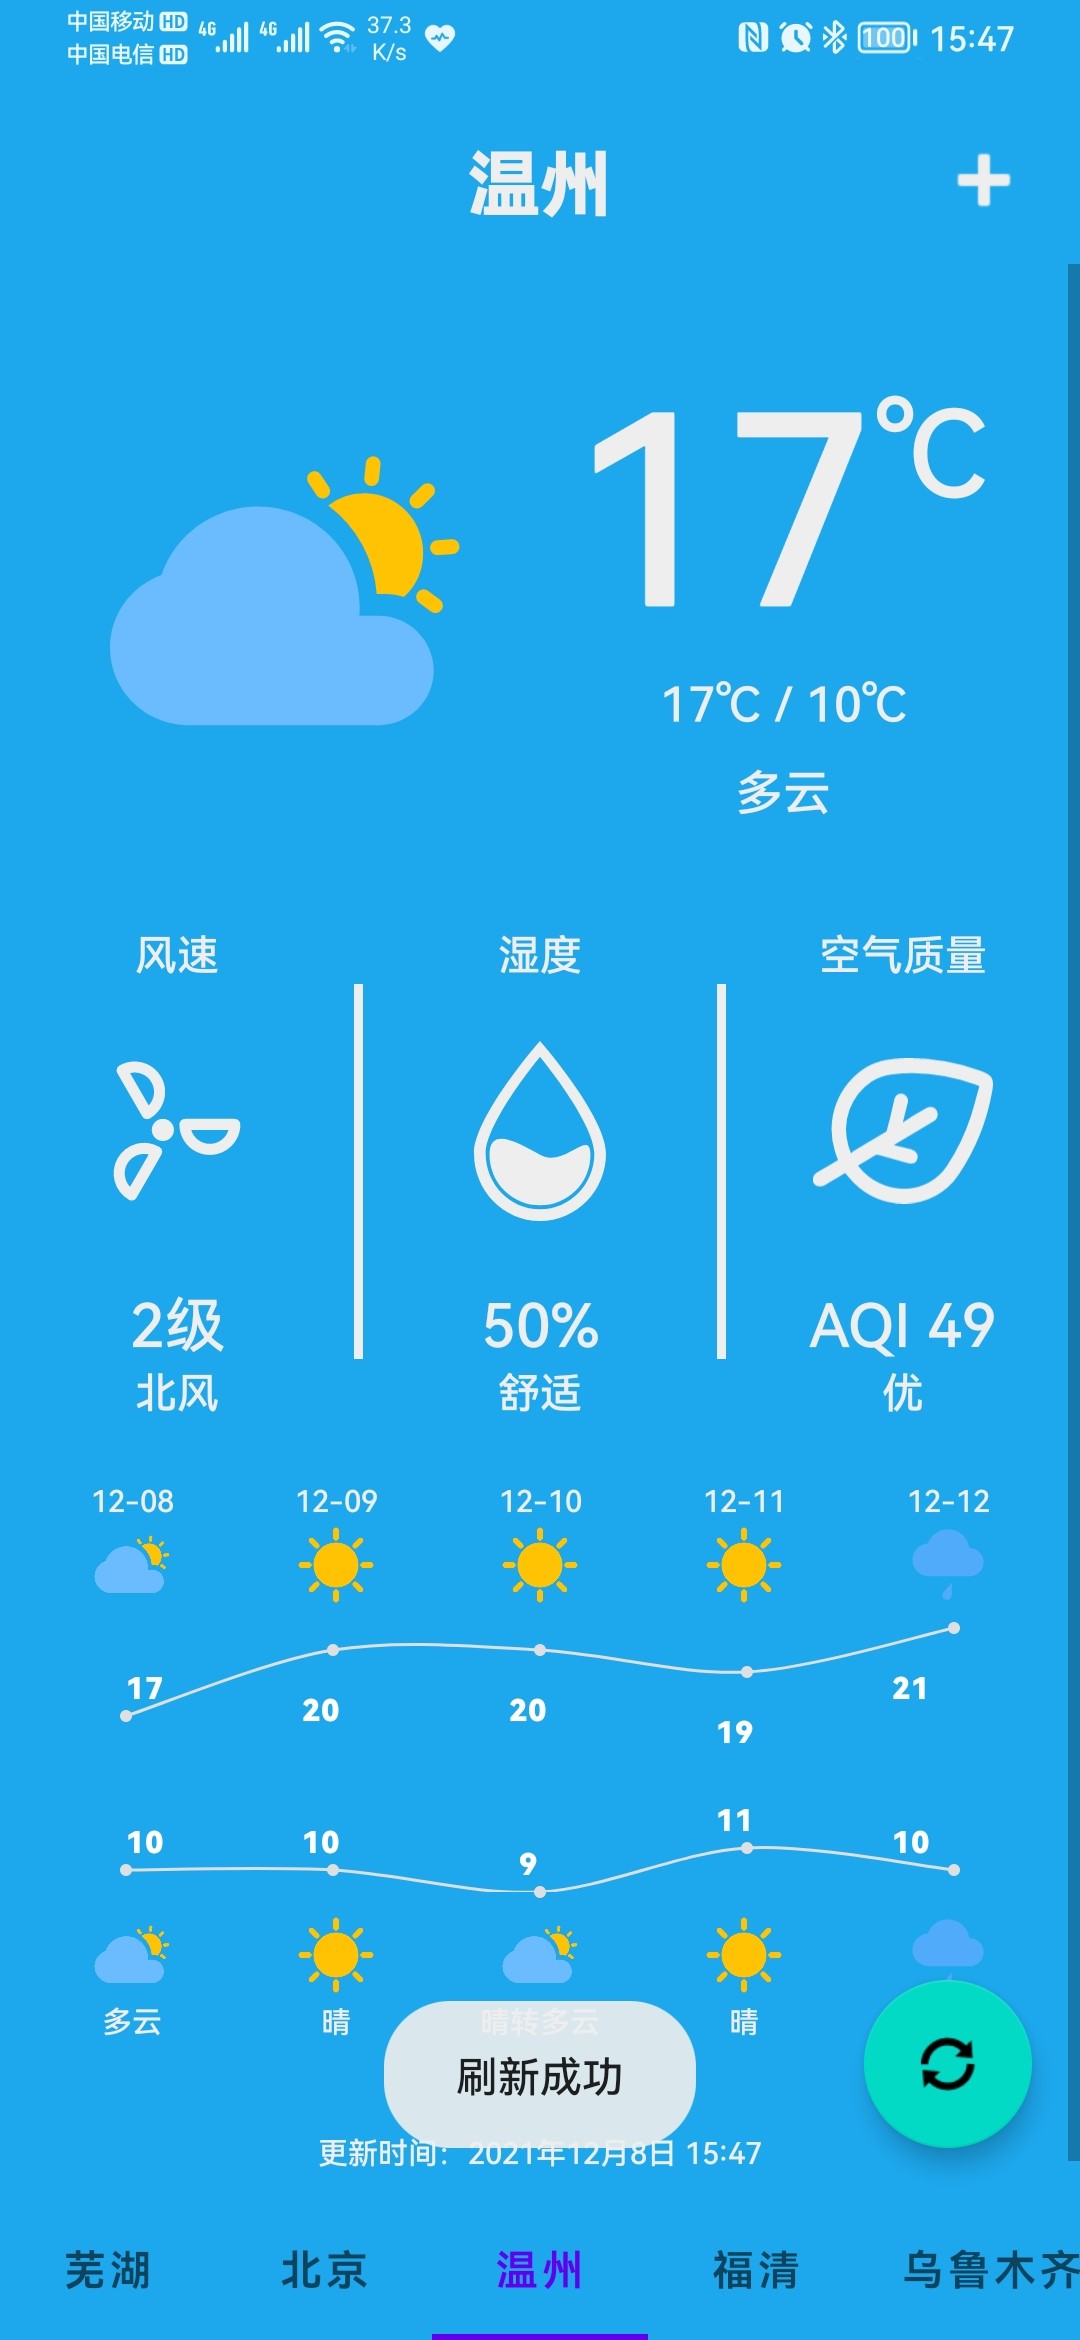 中国移动 HD 4G 4G 37.3 K/s 100 15:47
中国电信 HD
温州
17℃
17℃ / 10℃
多云
风速 湿度 空气质量
2级 50% AQI 49
北风 舒适 优
12-08 12-09 12-10 12-11 12-12
17 20 20 19 21
10 10 9 11 10
多云 晴 晴转多云 晴
刷新成功
更新时间：2021年12月8日 15:47
芜湖 北京 温州 福清 乌鲁木齐